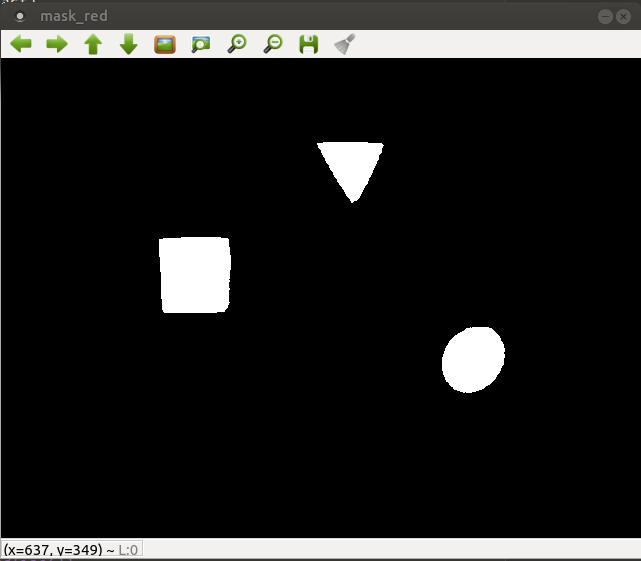 mask_red
(x=637, y=349) ~ L:0